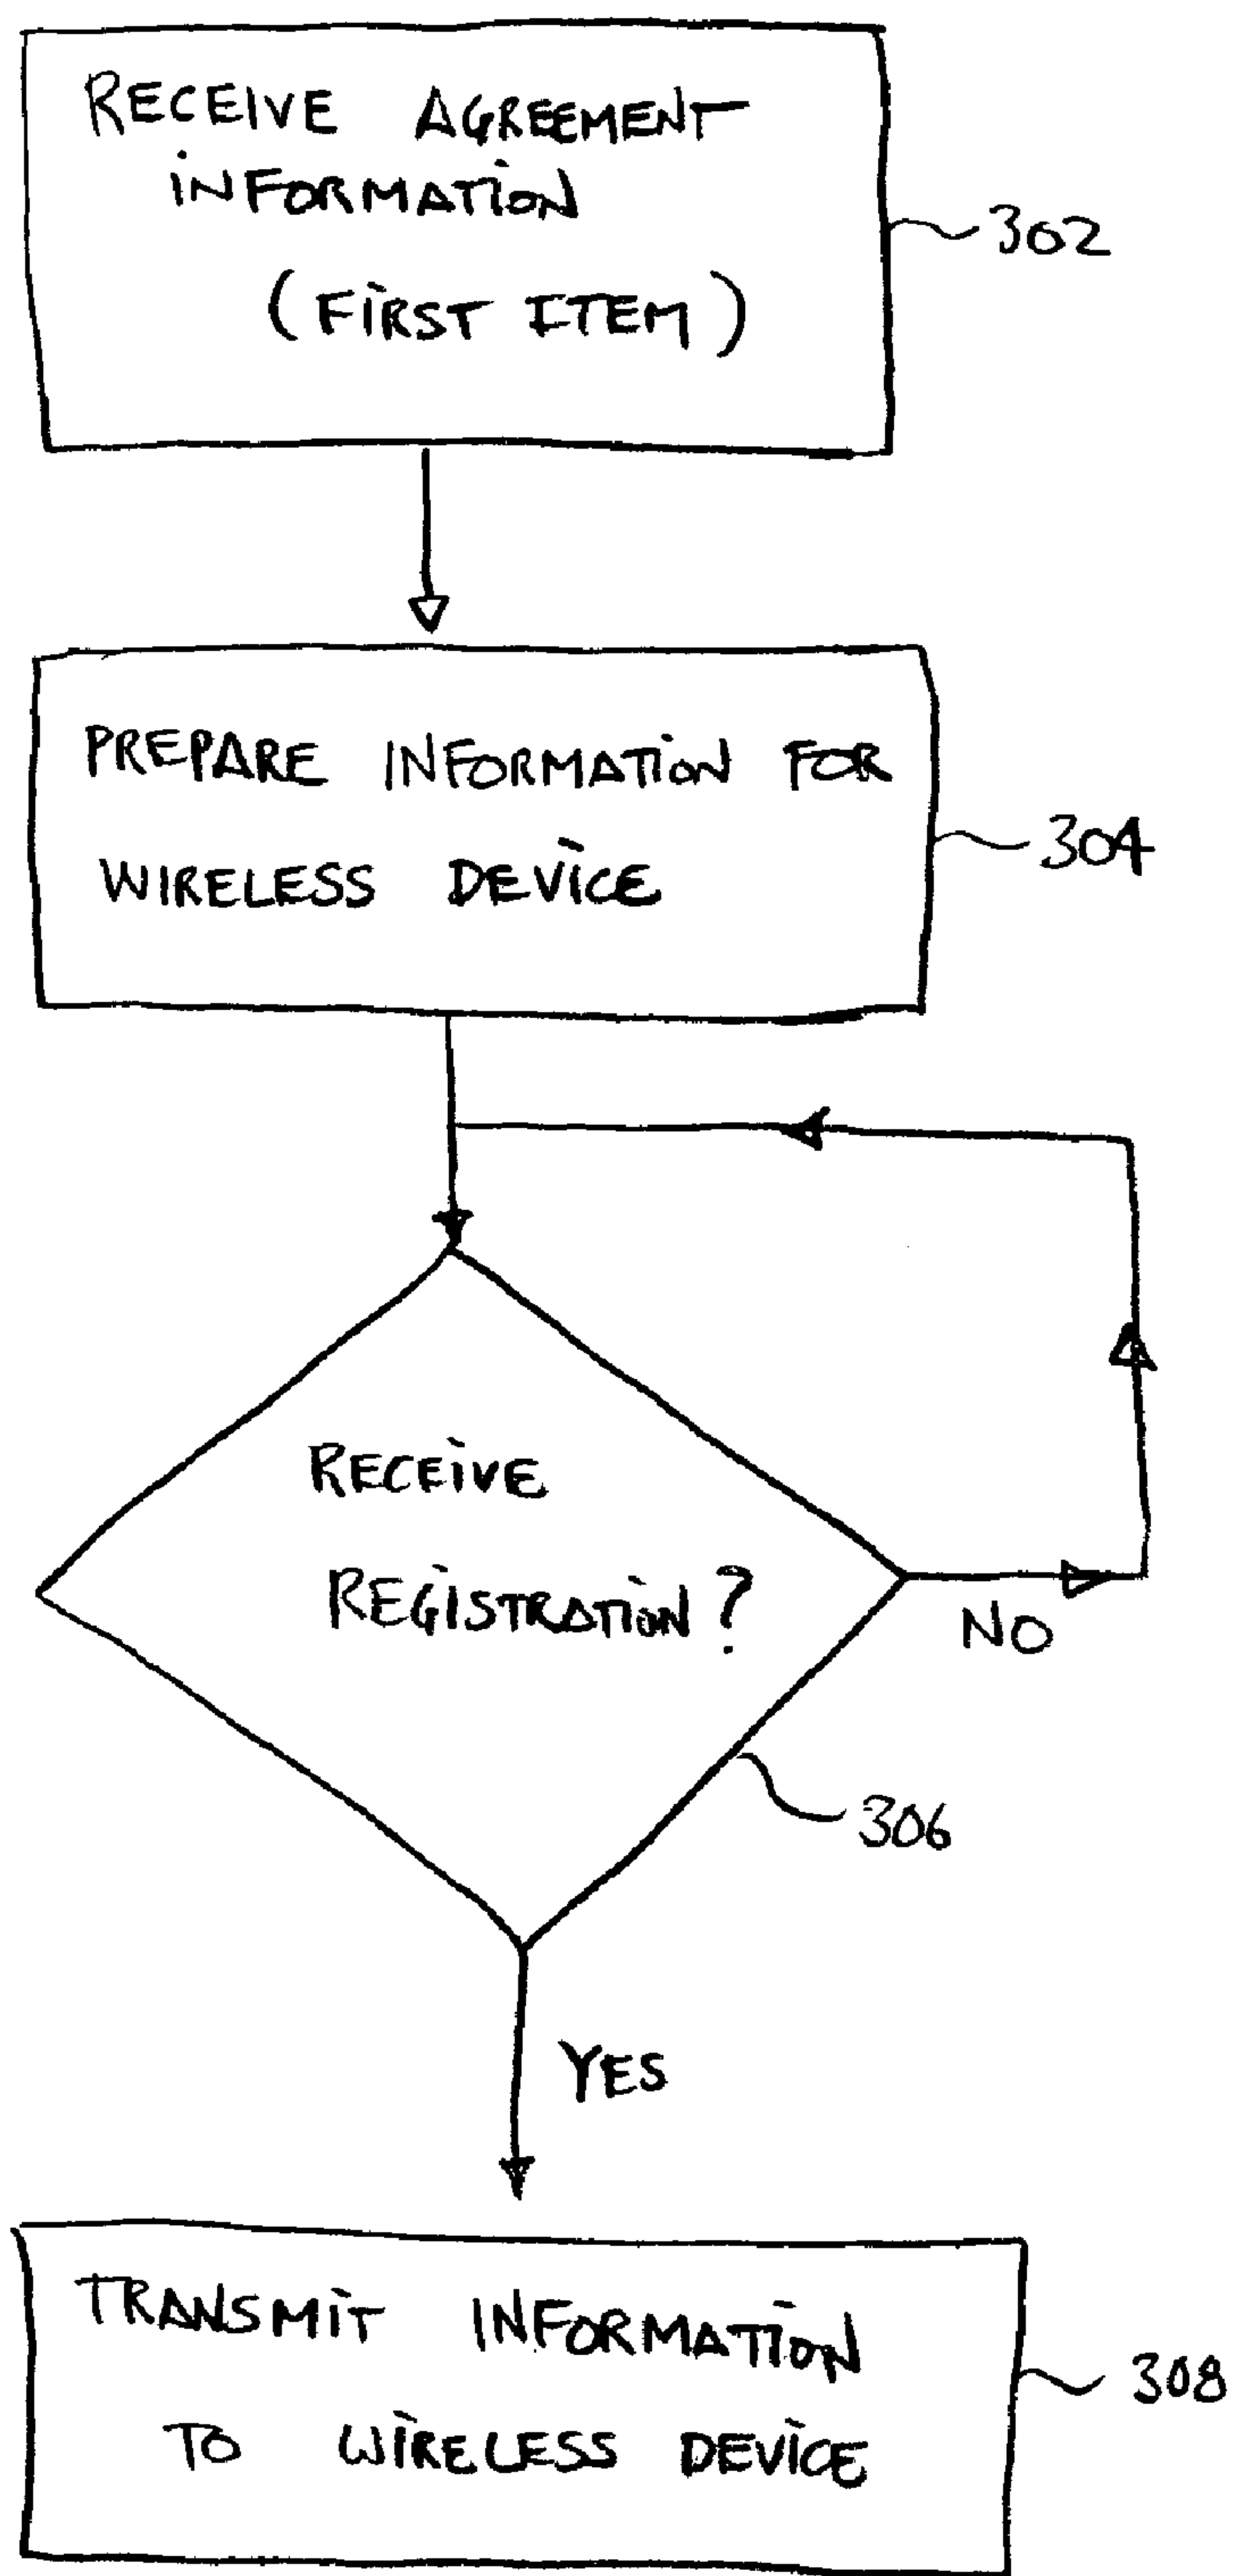 RECEIVE AGREEMENT
INFORMATION
(FIRST ITEM)
302
PREPARE INFORMATION FOR
WIRELESS DEVICE
304
RECEIVE
REGISTRATION?
NO
306
YES
TRANSMIT INFORMATION
TO WIRELESS DEVICE
308